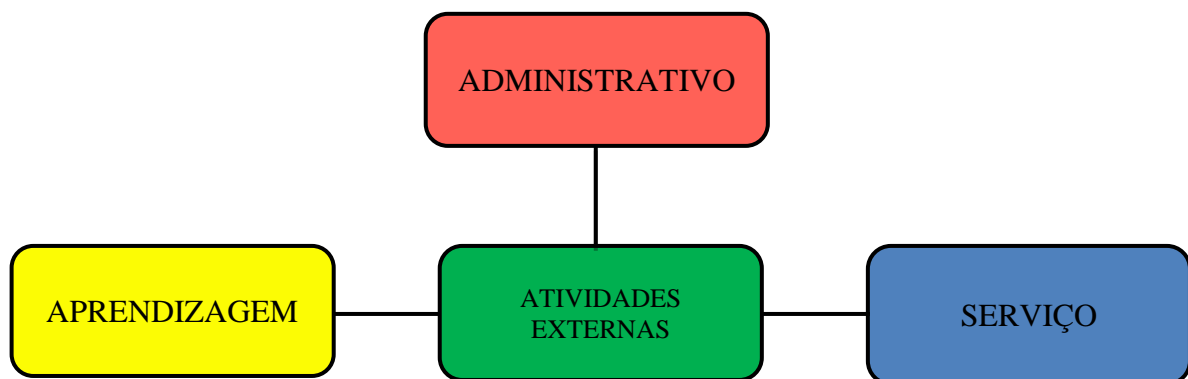 ADMINISTRATIVO
APRENDIZAGEM
ATIVIDADES
EXTERNAS
SERVIÇO